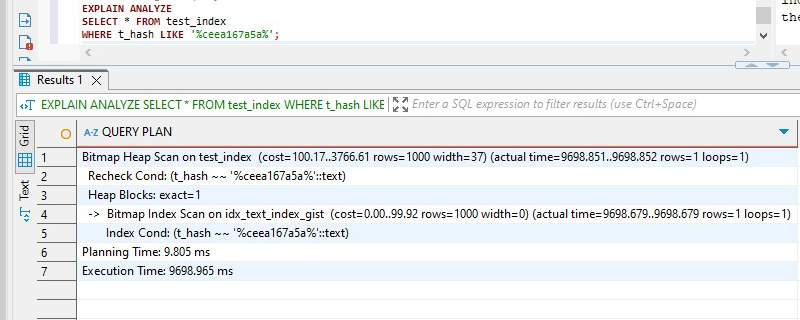 EXPLAIN ANALYZE
SELECT * FROM test_index
WHERE t_hash LIKE '%ceea167a5a%';
the
Results 1
EXPLAIN ANALYZE SELECT * FROM test_index WHERE t_hash LIKE
Enter a SQL expression to filter results (use Ctrl+Space)
Grid
Text
A-Z QUERY PLAN
1 Bitmap Heap Scan on test_index (cost=100.17..3766.61 rows=1000 width=37) (actual time=9698.851..9698.852 rows=1 loops=1)
2 Recheck Cond: (t_hash ~~ '%ceea167a5a%'::text)
3 Heap Blocks: exact=1
4 -> Bitmap Index Scan on idx_text_index_gist (cost=0.00..99.92 rows=1000 width=0) (actual time=9698.679..9698.679 rows=1 loops=1)
5 Index Cond: (t_hash ~~ '%ceea167a5a%'::text)
6 Planning Time: 9.805 ms
7 Execution Time: 9698.965 ms